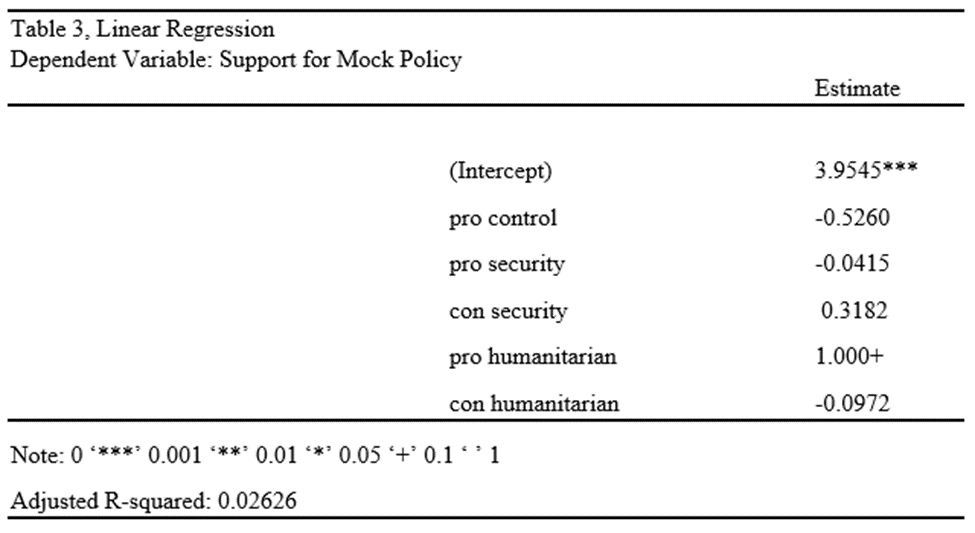 Table 3, Linear Regression
Dependent Variable: Support for Mock Policy
Estimate
(Intercept) 3.9545***
pro control -0.5260
pro security -0.0415
con security 0.3182
pro humanitarian 1.000+
con humanitarian -0.0972
Note: 0 ‘***’ 0.001 ‘**’ 0.01 ‘*’ 0.05 ‘+’ 0.1 ‘ ’ 1
Adjusted R-squared: 0.02626